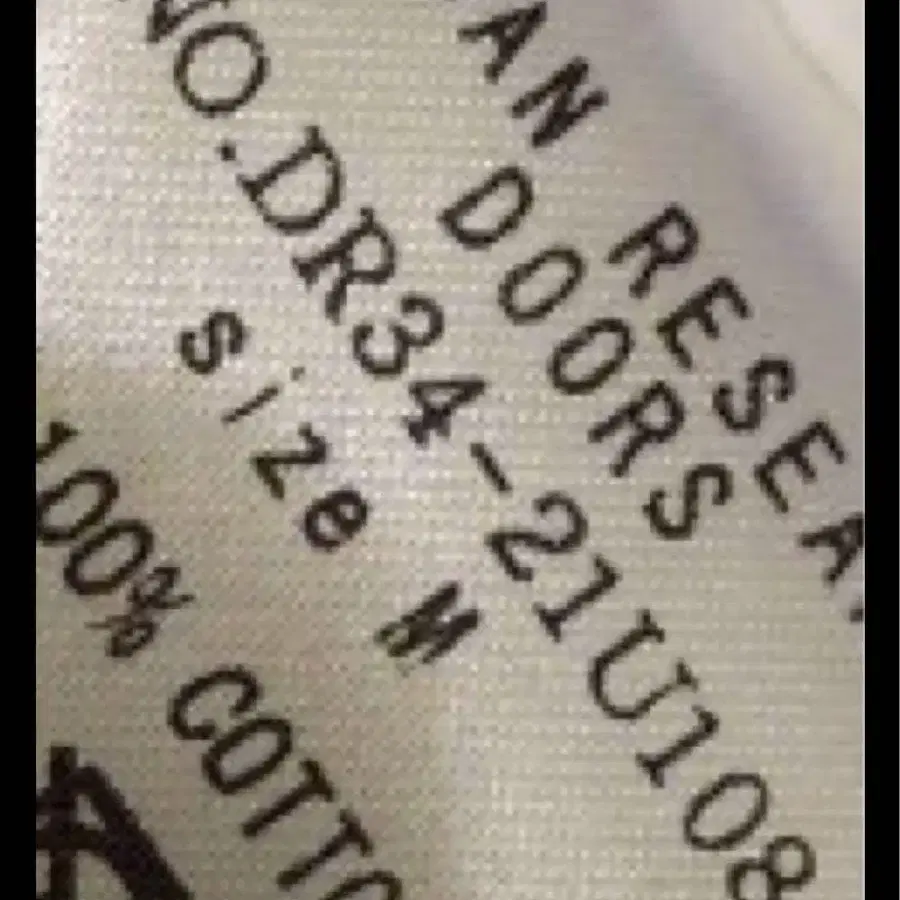 RESEA
AN DOORS
NO.DR34-21U108
size M
100% COTTO